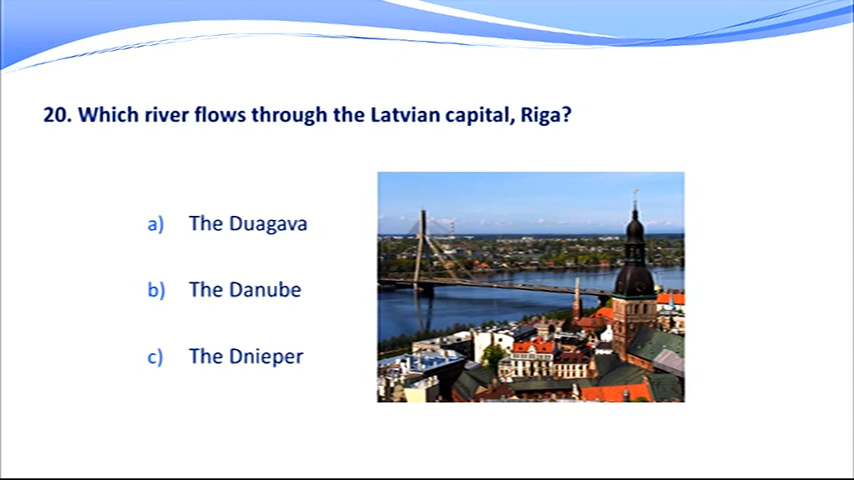 20. Which river flows through the Latvian capital, Riga?
a) The Duagava
b) The Danube
c) The Dnieper